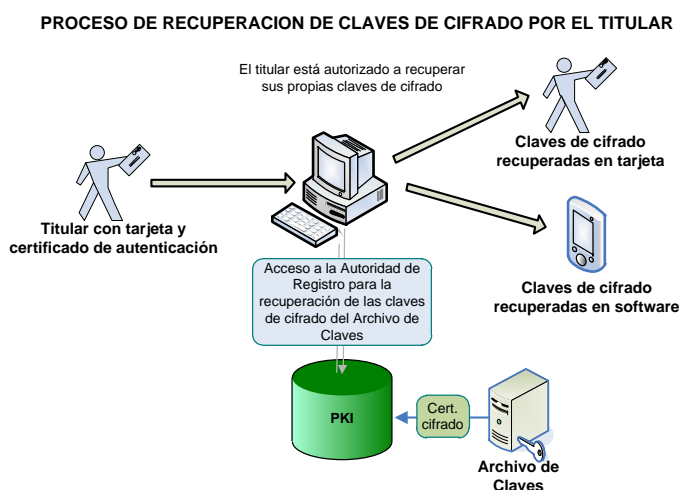 PROCESO DE RECUPERACION DE CLAVES DE CIFRADO POR EL TITULAR
El titular está autorizado a recuperar
sus propias claves de cifrado
Claves de cifrado
recuperadas en tarjeta
Titular con tarjeta y
certificado de autenticación
Acceso a la Autoridad de
Registro para la
recuperación de las claves
de cifrado del Archivo de
Claves
Claves de cifrado
recuperadas en software
PKI
Cert.
cifrado
Archivo de
Claves